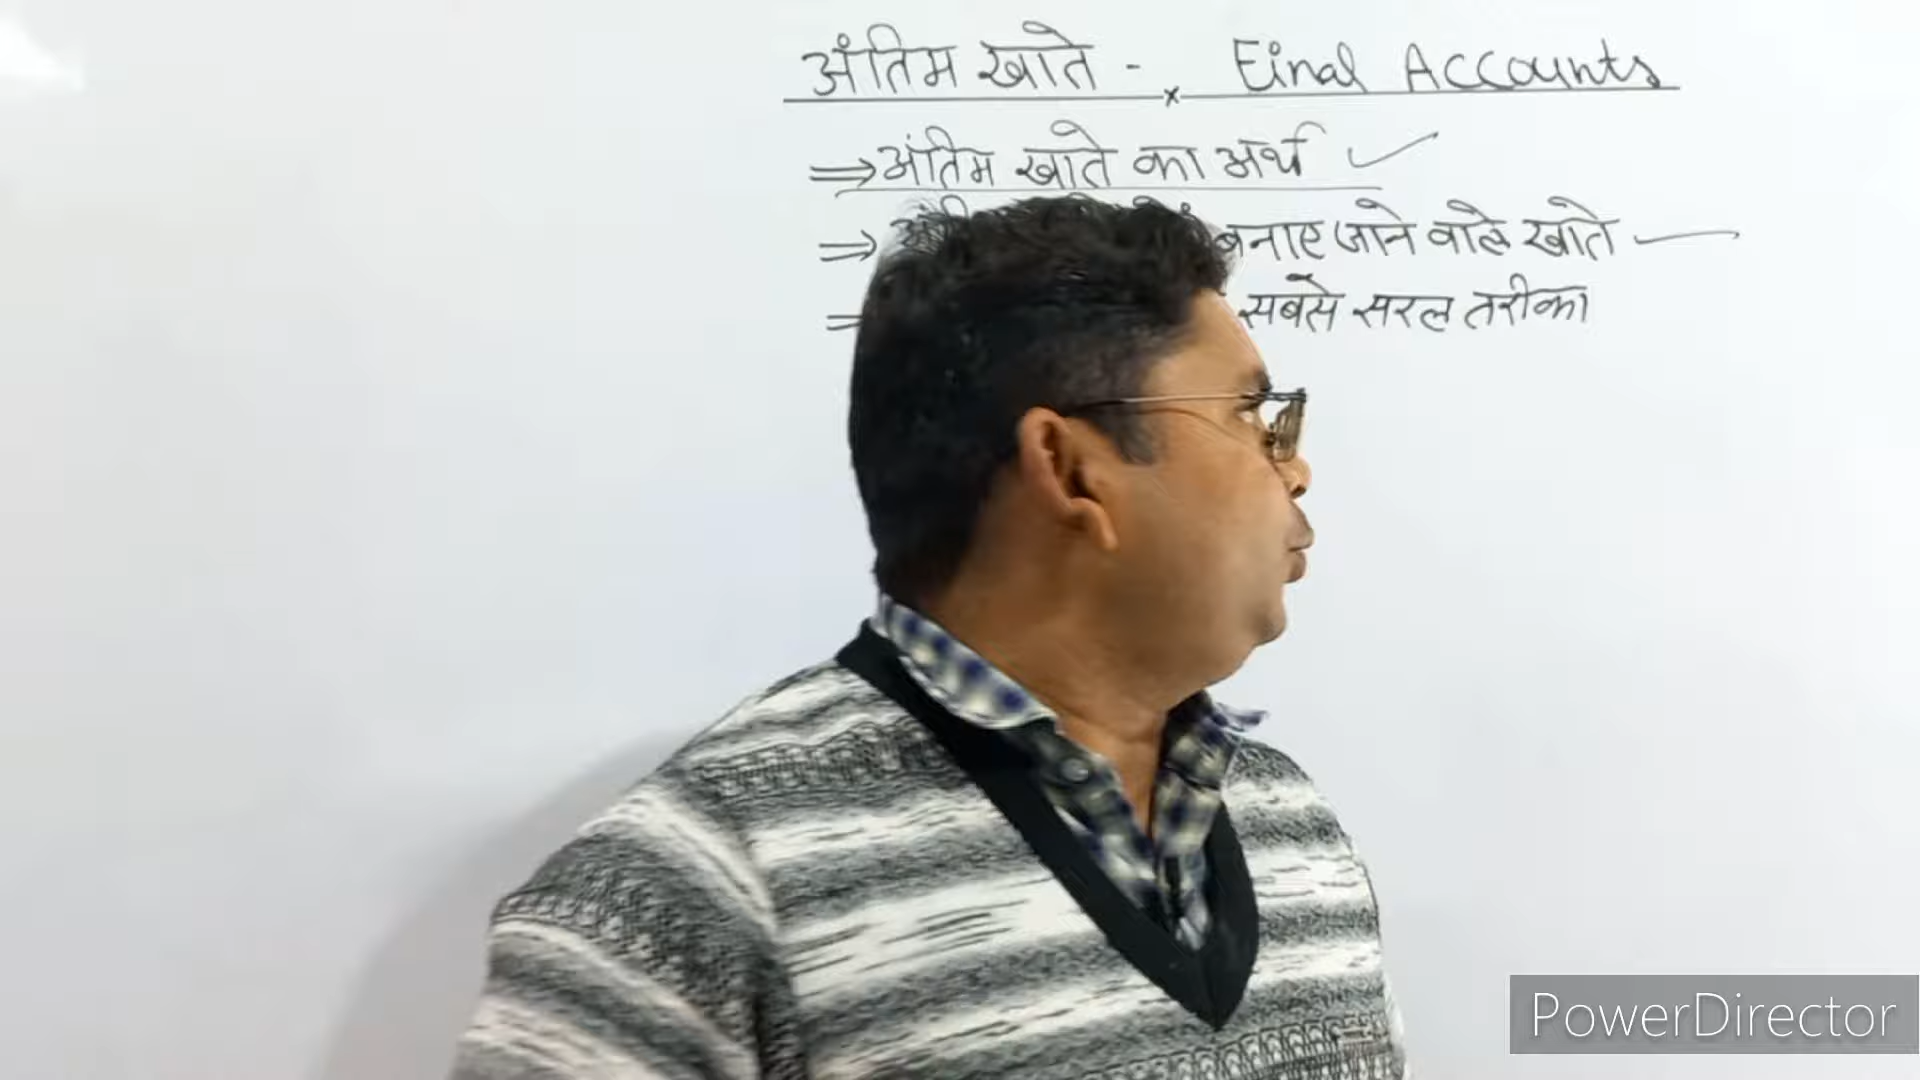 अंतिम खाते - Final Accounts
⇒ अंतिम खाते का अर्थ ✓
⇒ बनाए जाने वाले खाते —
सबसे सरल तरीका
PowerDirector